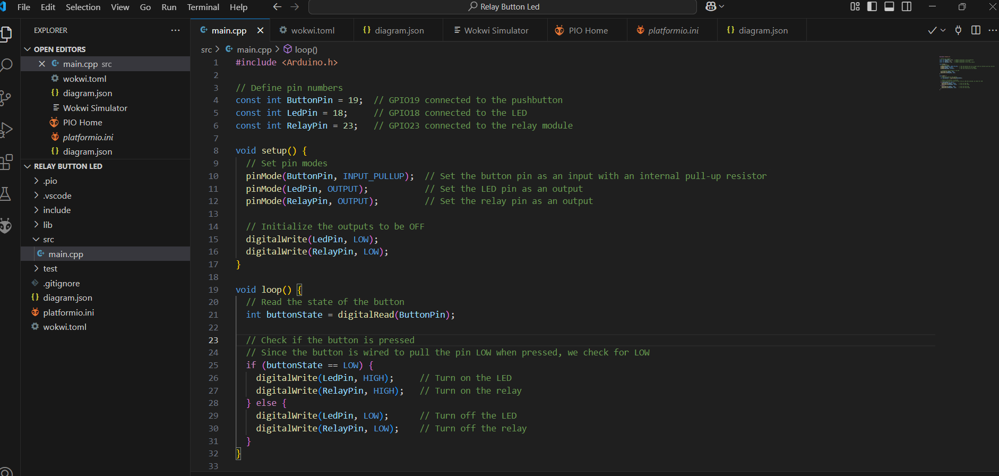 File Edit Selection View Go Run Terminal Help
Relay Button Led
EXPLORER
OPEN EDITORS
main.cpp src
wokwi.toml
diagram.json
Wokwi Simulator
PIO Home
platformio.ini
diagram.json
RELAY BUTTON LED
.pio
.vscode
include
lib
src
main.cpp
test
.gitignore
diagram.json
platformio.ini
wokwi.toml
main.cpp wokwi.toml diagram.json Wokwi Simulator PIO Home platformio.ini diagram.json
src > main.cpp > loop()
1 #include <Arduino.h>
2
3 // Define pin numbers
4 const int ButtonPin = 19;  // GPIO19 connected to the pushbutton
5 const int LedPin = 18;     // GPIO18 connected to the LED
6 const int RelayPin = 23;   // GPIO23 connected to the relay module
7
8 void setup() {
9   // Set pin modes
10   pinMode(ButtonPin, INPUT_PULLUP);  // Set the button pin as an input with an internal pull-up resistor
11   pinMode(LedPin, OUTPUT);           // Set the LED pin as an output
12   pinMode(RelayPin, OUTPUT);         // Set the relay pin as an output
13
14   // Initialize the outputs to be OFF
15   digitalWrite(LedPin, LOW);
16   digitalWrite(RelayPin, LOW);
17 }
18
19 void loop() {
20   // Read the state of the button
21   int buttonState = digitalRead(ButtonPin);
22
23   // Check if the button is pressed
24   // Since the button is wired to pull the pin LOW when pressed, we check for LOW
25   if (buttonState == LOW) {
26     digitalWrite(LedPin, HIGH);     // Turn on the LED
27     digitalWrite(RelayPin, HIGH);   // Turn on the relay
28   } else {
29     digitalWrite(LedPin, LOW);      // Turn off the LED
30     digitalWrite(RelayPin, LOW);    // Turn off the relay
31   }
32 }
33